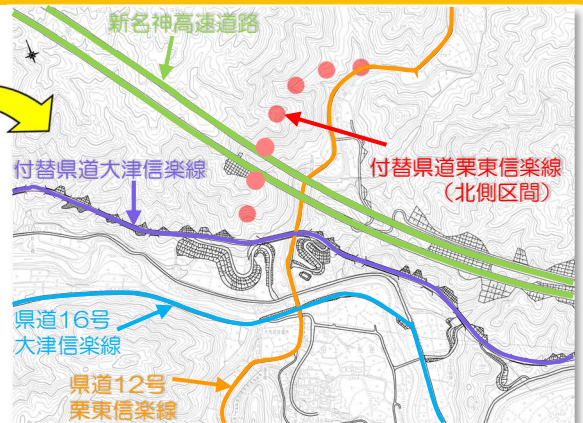 新名神高速道路
付替県道大津信楽線
付替県道栗東信楽線
（北側区間）
県道16号
大津信楽線
県道12号
栗東信楽線